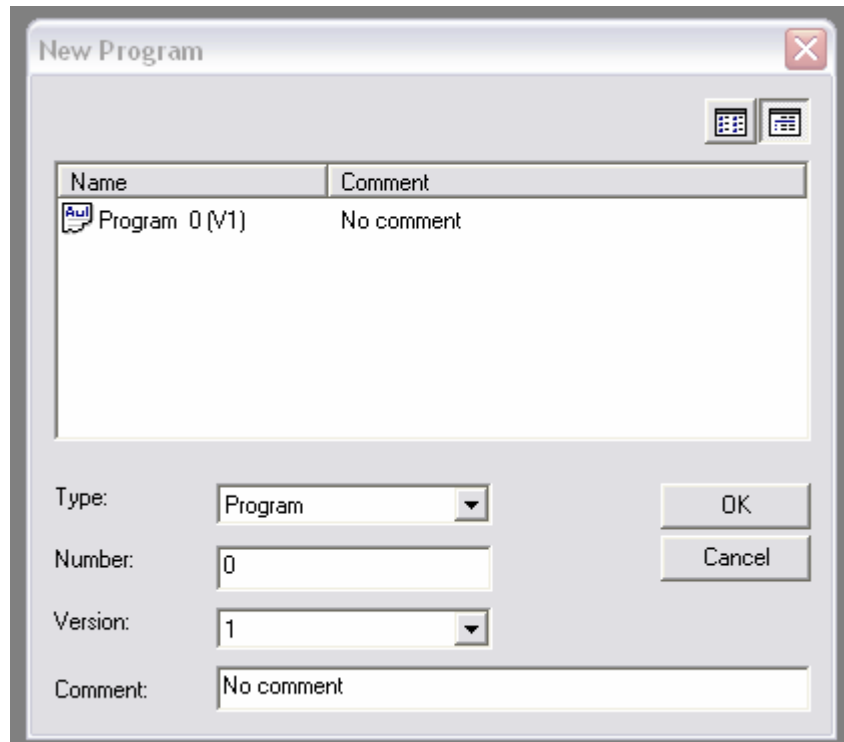 New Program
Name Comment
Program 0 (V1) No comment
Type: Program OK
Number: 0 Cancel
Version: 1
Comment: No comment